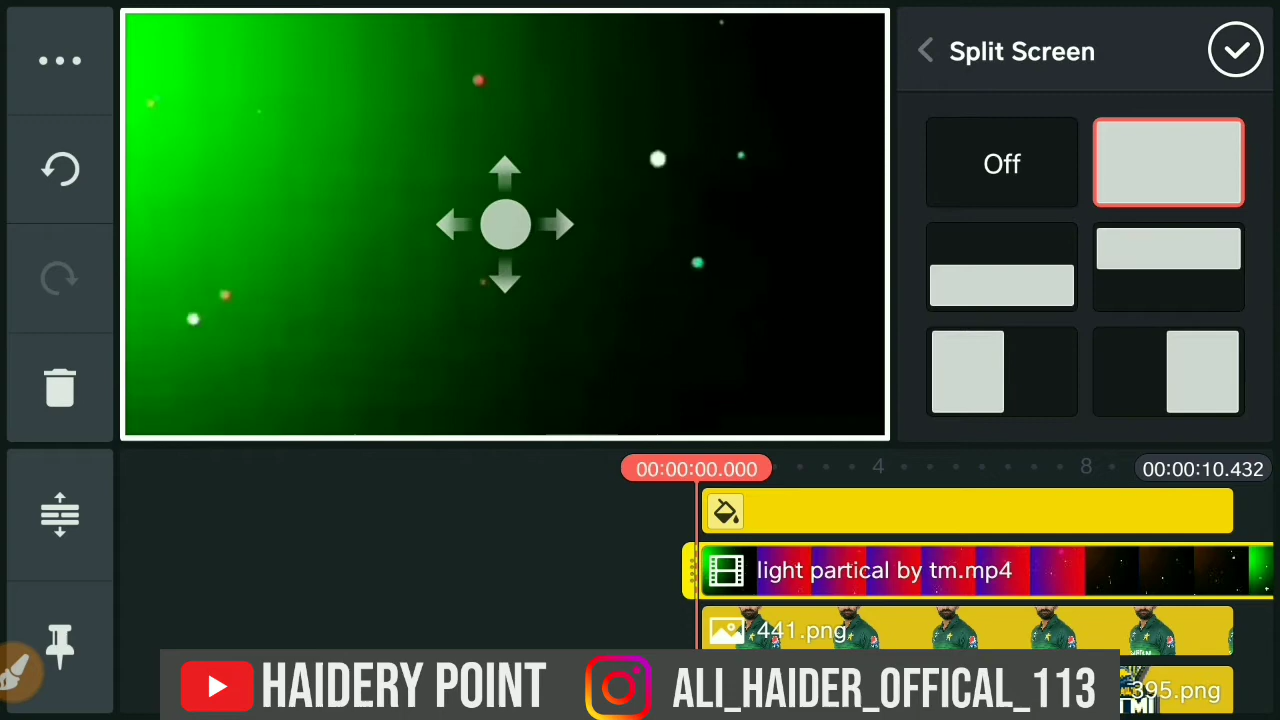 Split Screen
Off
00:00:00.000
4
8
00:00:10.432
light partical by tm.mp4
441.png
395.png
HAIDERY POINT
ALI_HAIDER_OFFICAL_113